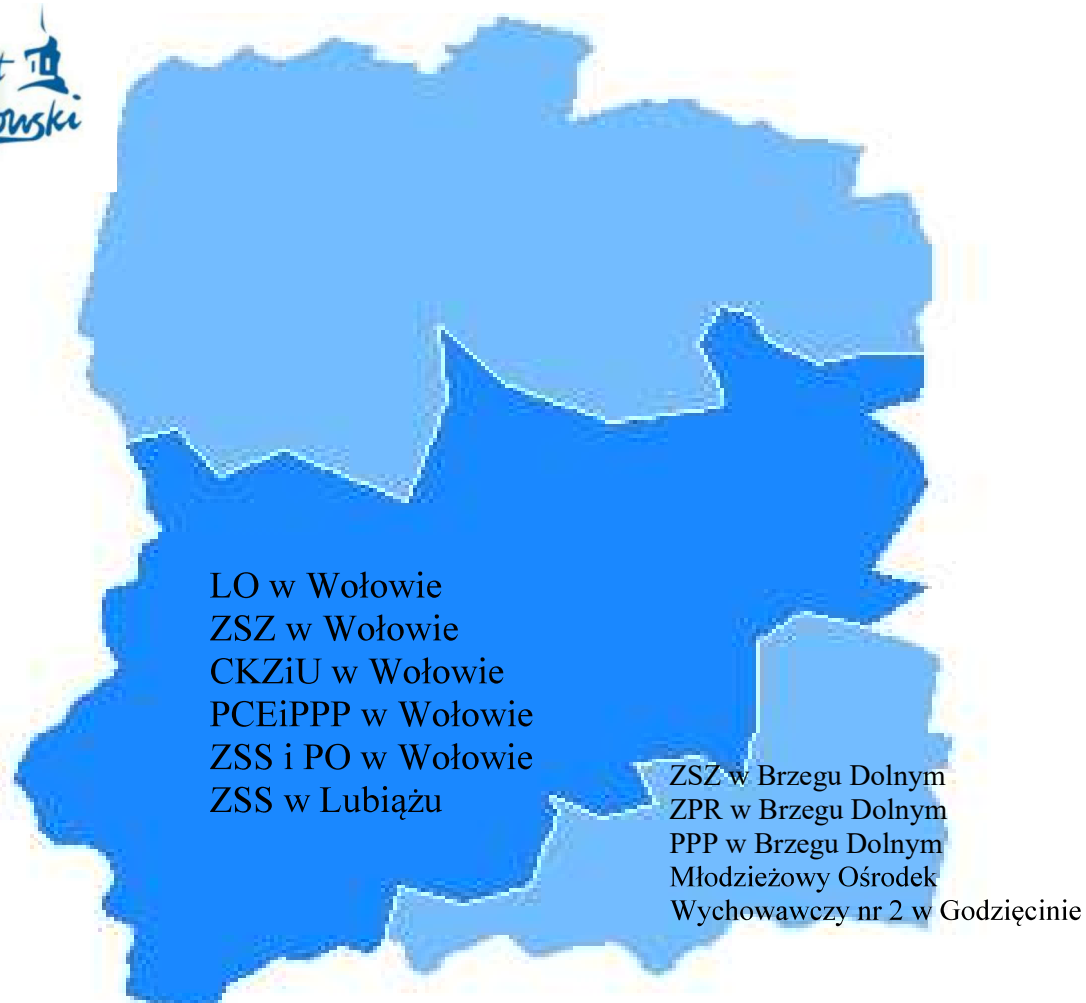 LO w Wołowie
ZSZ w Wołowie
CKZiU w Wołowie
PCEiPPP w Wołowie
ZSS i PO w Wołowie
ZSS w Lubiążu
ZSZ w Brzegu Dolnym
ZPR w Brzegu Dolnym
PPP w Brzegu Dolnym
Młodzieżowy Ośrodek
Wychowawczy nr 2 w Godzięcinie